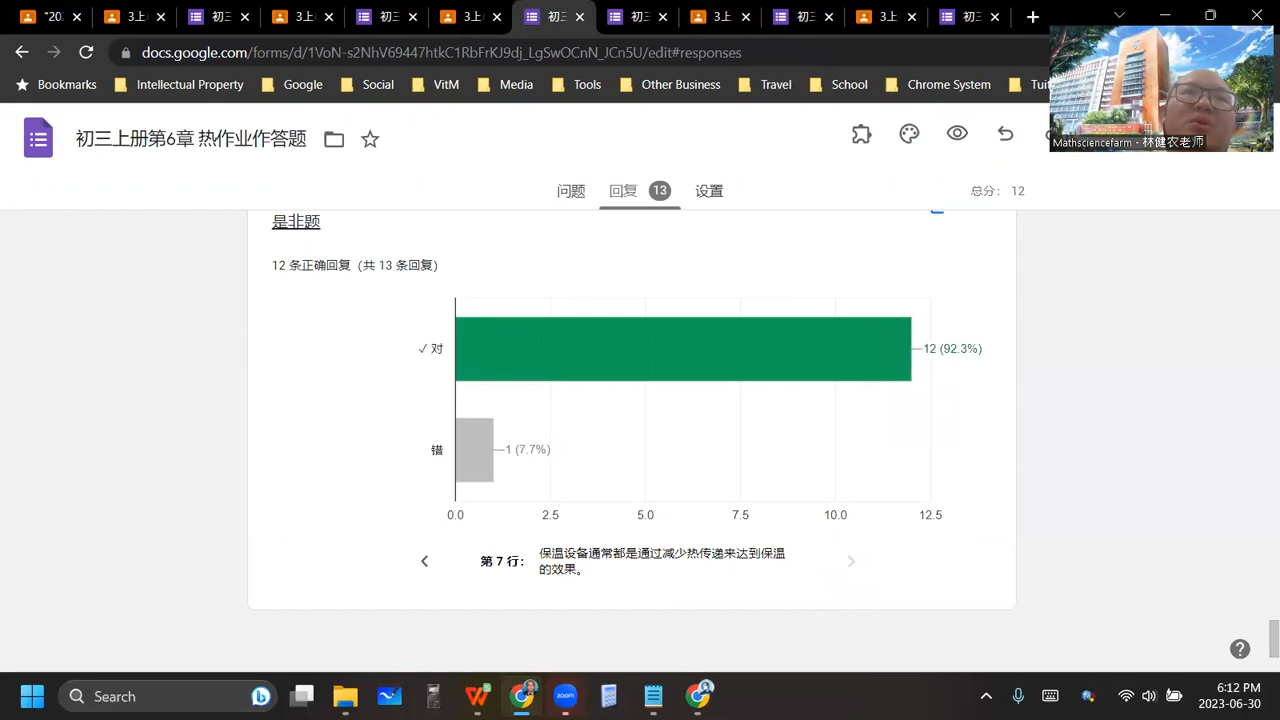 "20
3上
初三
3上
初三
3上
初三
初三
3上
初三
3上
初三
docs.google.com/forms/d/1VoN-s2NhVo8447htkC1RbFrKJSdj_LgSwOCnN_JCn5U/edit#responses
Bookmarks
Intellectual Property
Google
VitM
Media
Tools
Travel
School
Chrome System
初三上册第6章 热作业作答题
Mathsciencefarm - 林健农老师
问题
回复
13
设置
总分： 12
是非题
12 条正确回复（共 13 条回复）
✓ 对
12 (92.3%)
错
1 (7.7%)
0.0
2.5
5.0
7.5
10.0
12.5
第 7 行：
保温设备通常都是通过减少热传递来达到保温
的效果。
Search
zoom
6:12 PM
2023-06-30